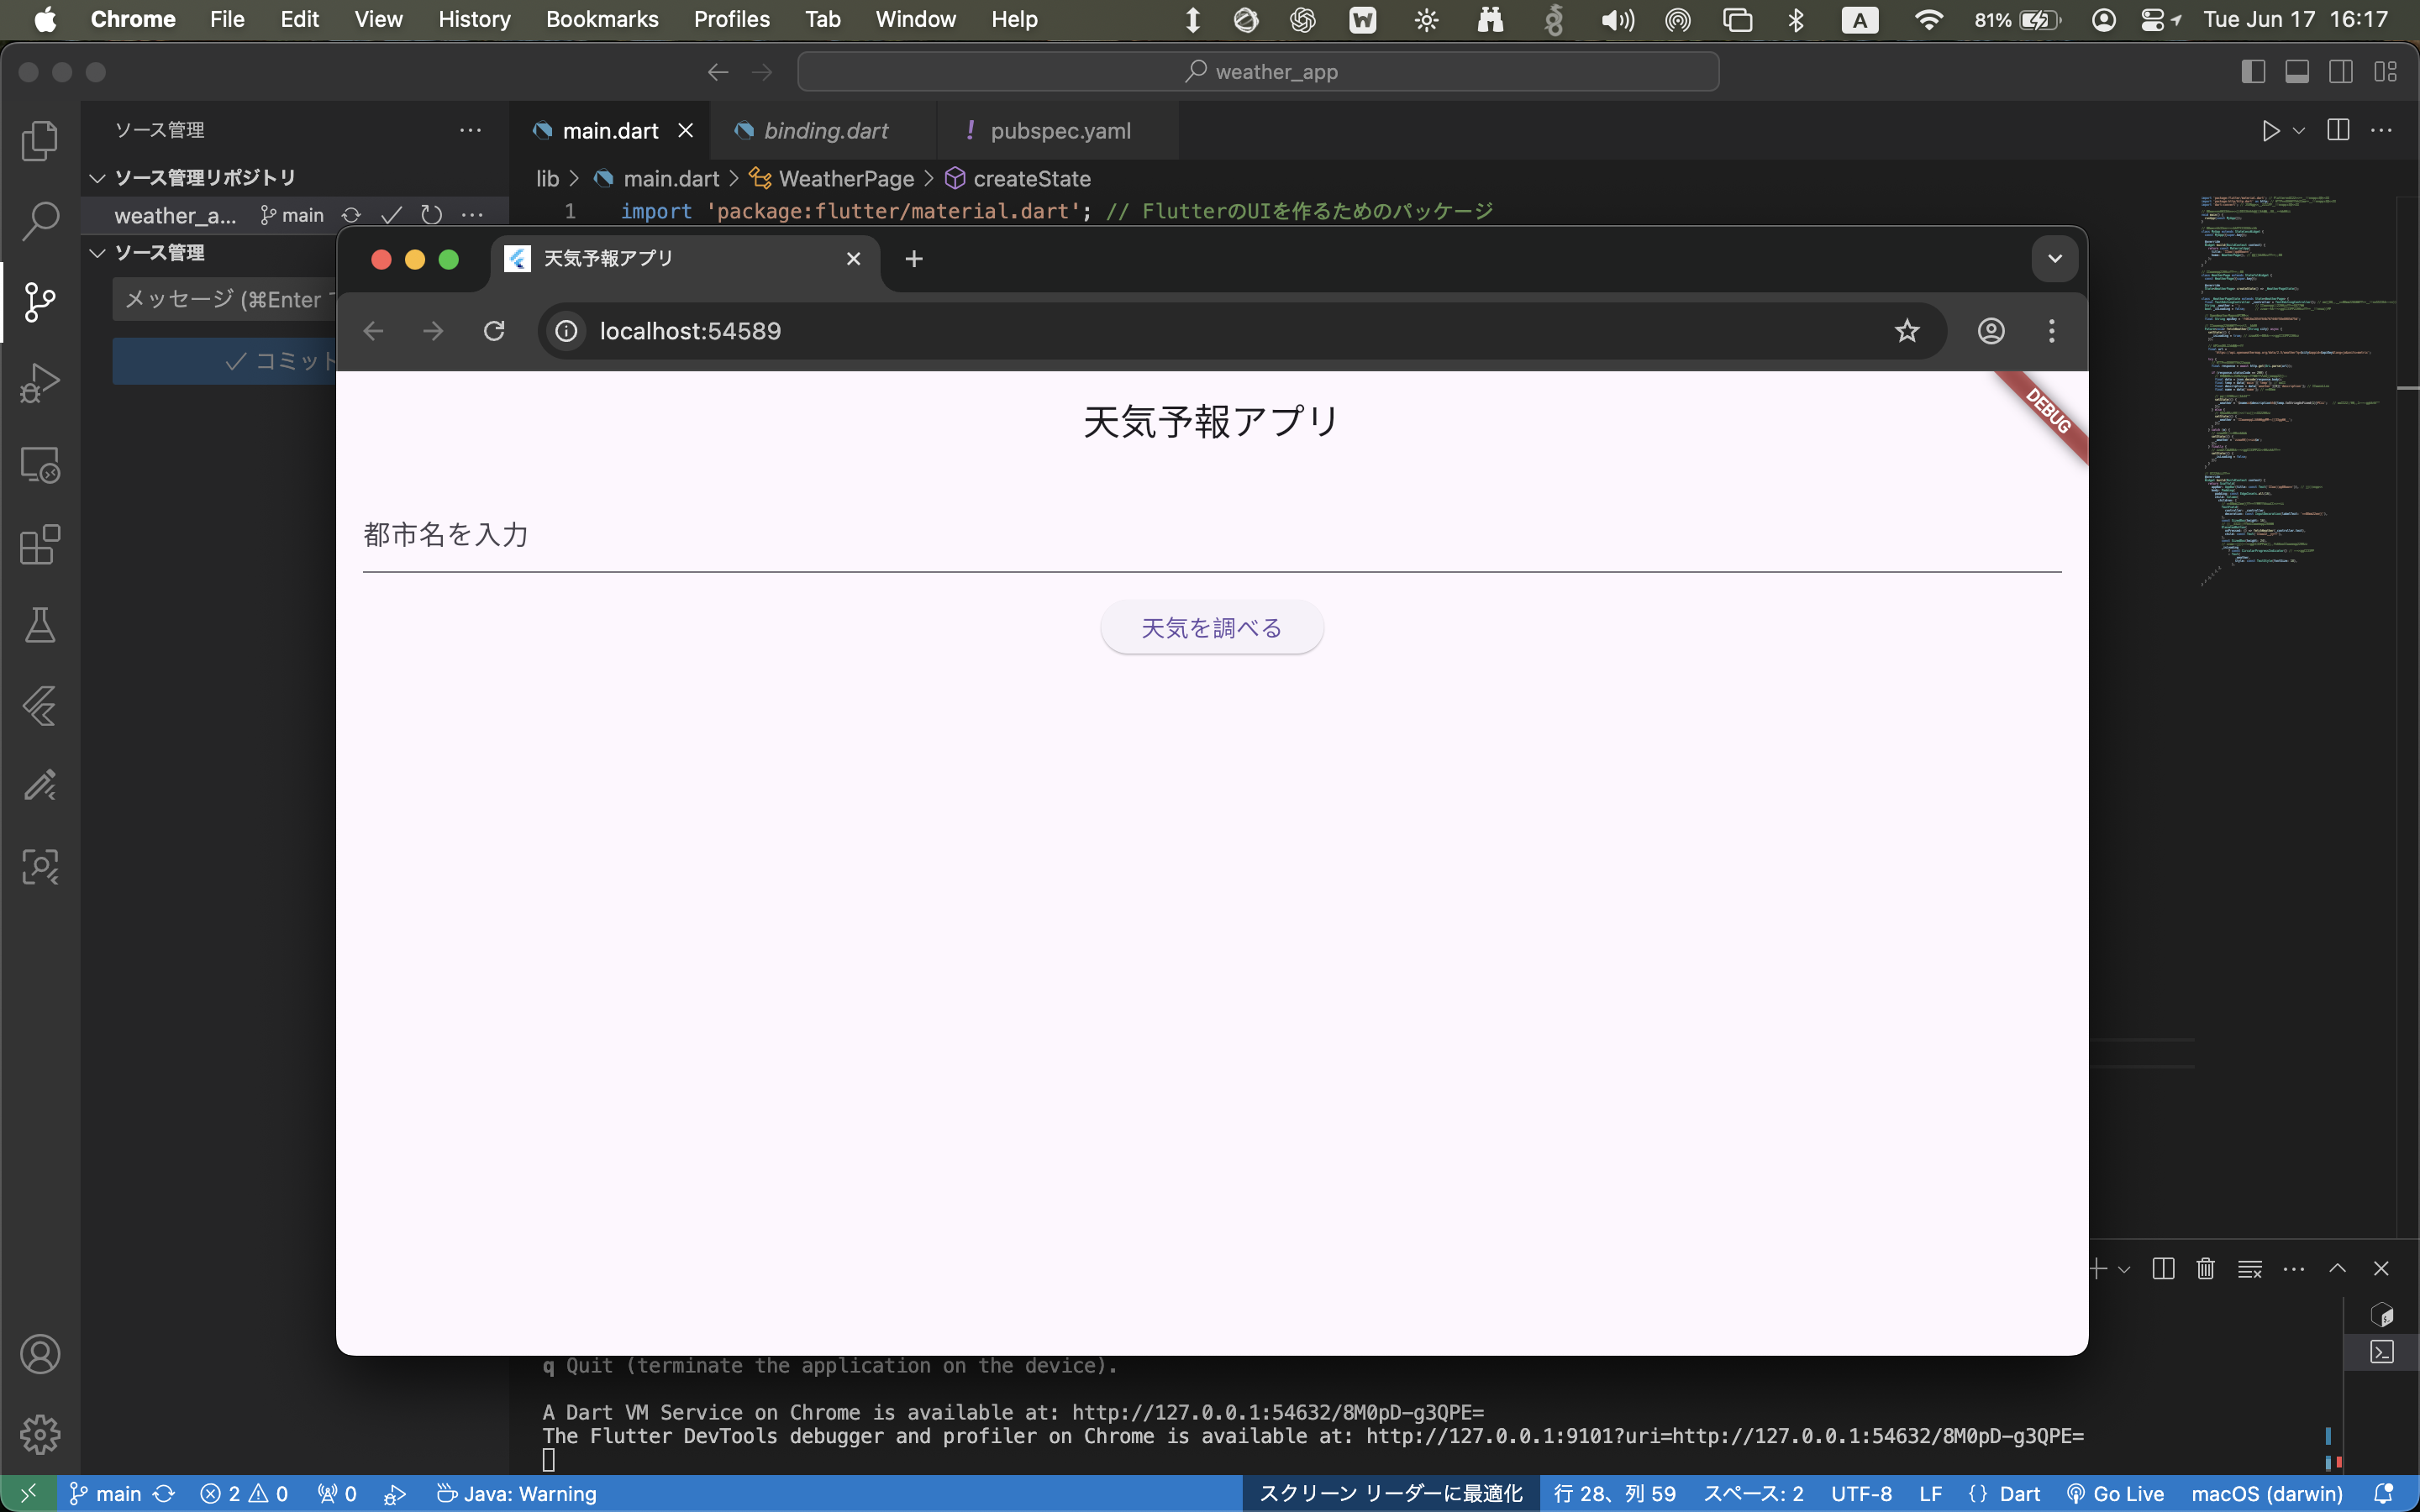 Chrome File Edit View History Bookmarks Profiles Tab Window Help A 81% Tue Jun 17 16:17
weather_app
ソース管理
main.dart
binding.dart
pubspec.yaml
ソース管理リポジトリ
lib main.dart WeatherPage createState
weather_a... main
1 import 'package:flutter/material.dart'; // FlutterのUIを作るためのパッケージ
ソース管理
天気予報アプリ
メッセージ (⌘Enter
localhost:54589
コミット
DEBUG
天気予報アプリ
都市名を入力
天気を調べる
q Quit (terminate the application on the device).
A Dart VM Service on Chrome is available at: http://127.0.0.1:54632/8M0pD-g3QPE=
The Flutter DevTools debugger and profiler on Chrome is available at: http://127.0.0.1:9101?uri=http://127.0.0.1:54632/8M0pD-g3QPE=
main 2 0 0 Java: Warning スクリーン リーダーに最適化 行 28、列 59 スペース: 2 UTF-8 LF {} Dart Go Live macOS (darwin)